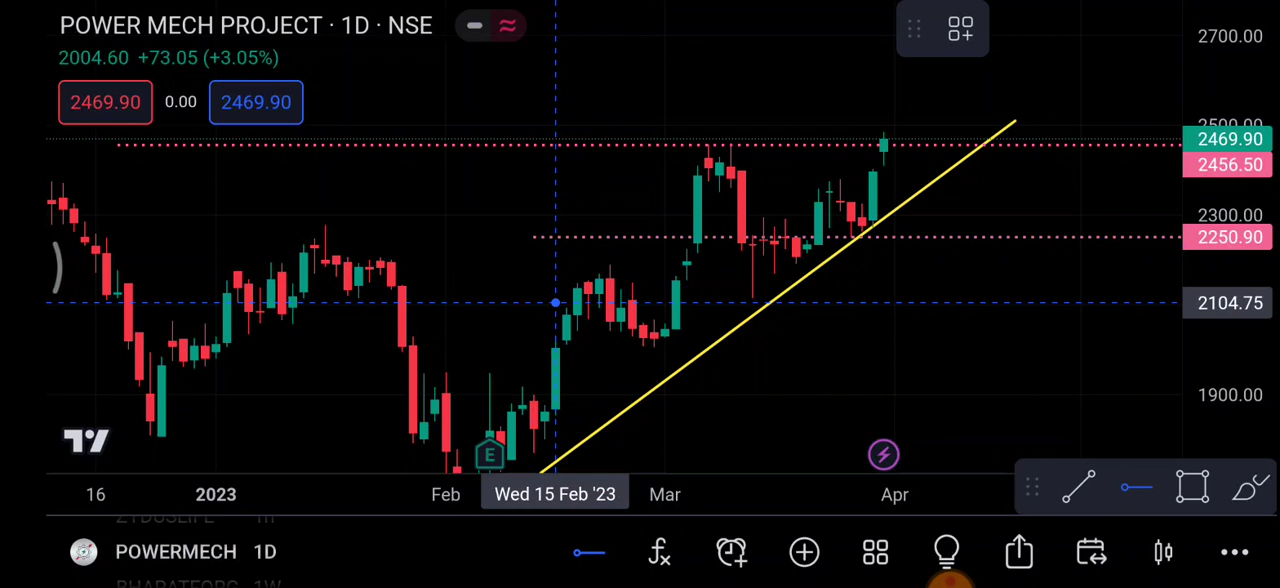 POWER MECH PROJECT · 1D · NSE
2004.60 +73.05 (+3.05%)
2469.90 0.00 2469.90
2700.00
2500.00
2469.90
2456.50
2300.00
2250.90
2104.75
1900.00
E
16 2023 Feb Wed 15 Feb '23 Mar Apr
POWERMECH 1D